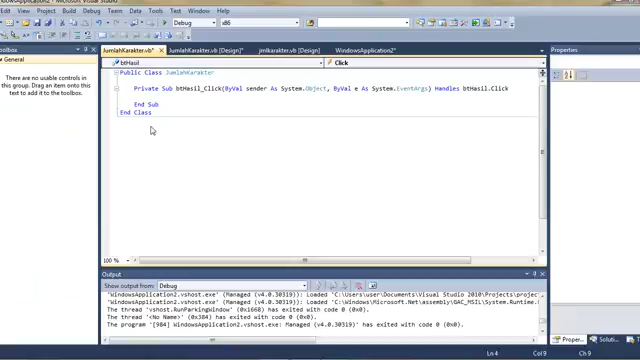 WindowsApplication2 - Microsoft Visual Studio
Edit View Project Build Debug Team Data Tools Test Window Help
Debug x86
Toolbox
General
There are no usable controls in this group. Drag an item onto this text to add it to the toolbox.
JumlahKarakter.vb* JumlahKarakter.vb [Design]* jmlkarakter.vb [Design] WindowsApplication2*
btHasil Click
Public Class JumlahKarakter
Private Sub btHasil_Click(ByVal sender As System.Object, ByVal e As System.EventArgs) Handles btHasil.Click
End Sub
End Class
100 %
Properties
Output
Show output from: Debug
'WindowsApplication2.vshost.exe' (Managed (v4.0.30319)): Loaded 'C:\Users\user\Documents\Visual Studio 2010\Projects\
'WindowsApplication2.vshost.exe' (Managed (v4.0.30319)): Loaded 'C:\Windows\Microsoft.Net\assembly\GAC_MSIL\System.Runtime.
The thread 'vshost.RunParkingWindow' (0x1668) has exited with code 0 (0x0).
The thread '<No Name>' (0x384) has exited with code 0 (0x0).
The program '[984] WindowsApplication2.vshost.exe: Managed (v4.0.30319)' has exited with code 0 (0x0).
Proper... Soluti...
Ln 4 Col 9 Ch 9